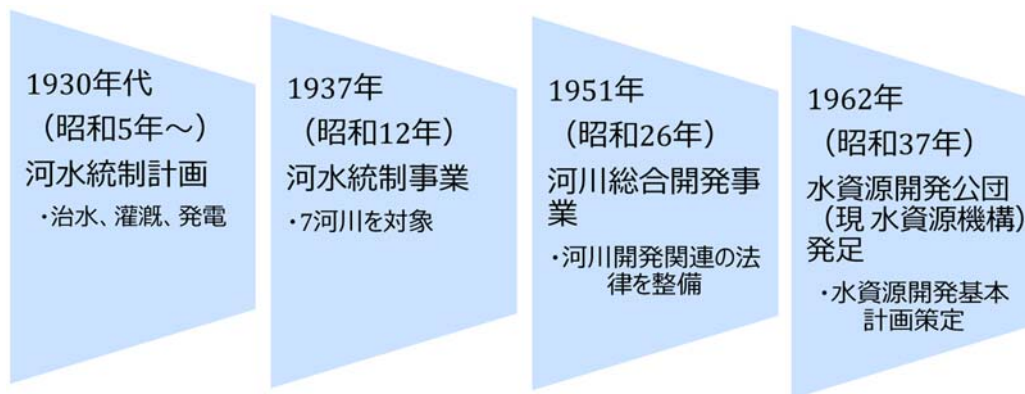 1930年代
（昭和5年～）
河水統制計画
・治水、灌漑、発電
1937年
（昭和12年）
河水統制事業
・7河川を対象
1951年
（昭和26年）
河川総合開発事
業
・河川開発関連の法
律を整備
1962年
（昭和37年）
水資源開発公団
（現 水資源機構）
発足
・水資源開発基本
計画策定